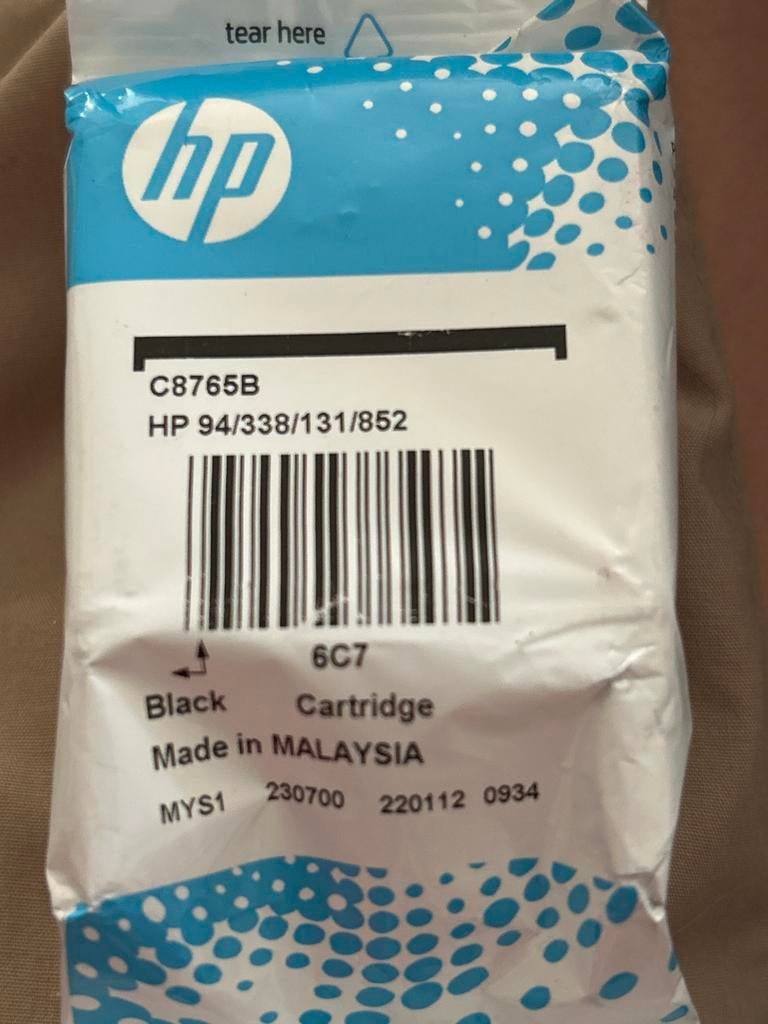 tear here
hp
C8765B
HP 94/338/131/852
6C7
Black Cartridge
Made in MALAYSIA
MYS1 230700 220112 0934